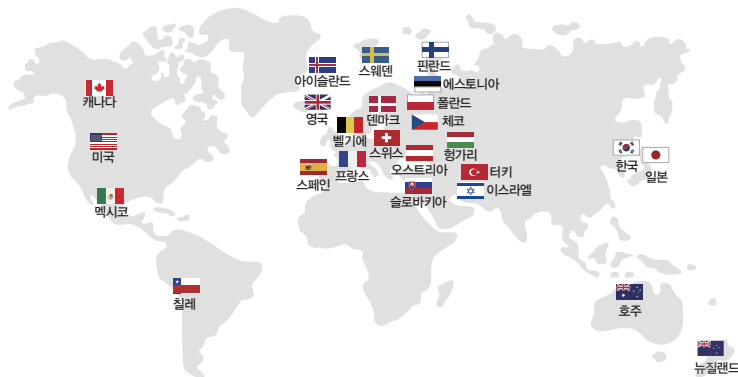 스웨덴
핀란드
아이슬란드
에스토니아
캐나다
폴란드
영국
덴마크
체코
벨기에
미국
스위스
헝가리
한국
일본
오스트리아
터키
프랑스
스페인
이스라엘
슬로바키아
멕시코
칠레
호주
뉴질랜드